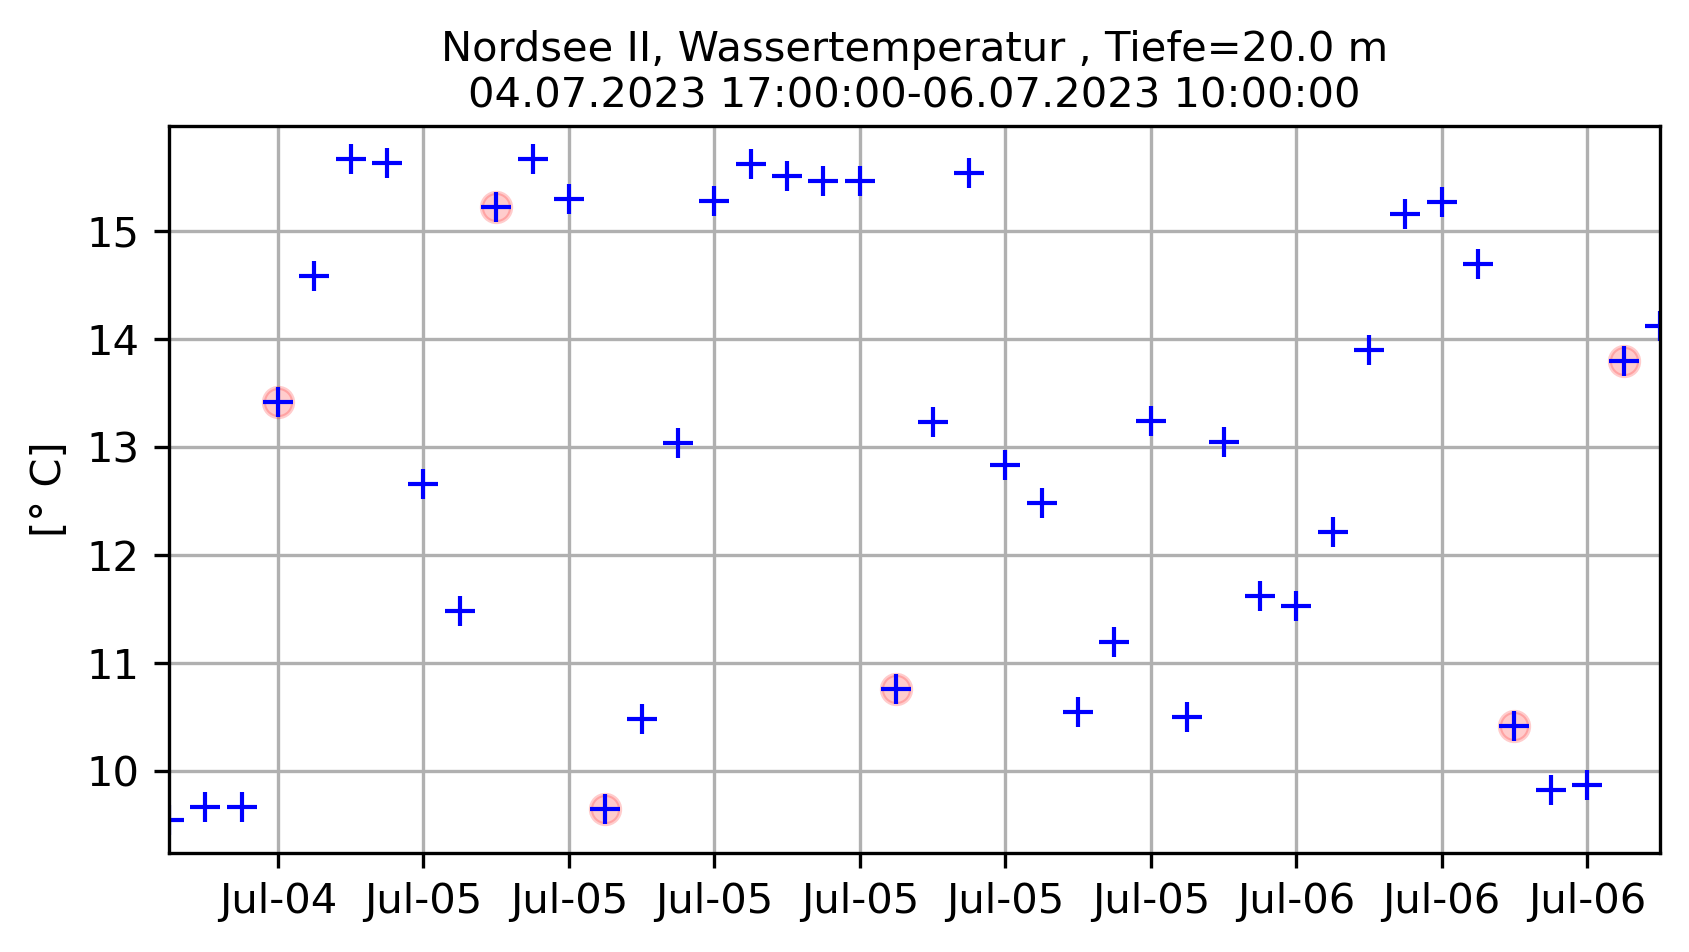 Nordsee II, Wassertemperatur , Tiefe=20.0 m
04.07.2023 17:00:00-06.07.2023 10:00:00
[° C]
15
14
13
12
11
10
Jul-04 Jul-05 Jul-05 Jul-05 Jul-05 Jul-05 Jul-05 Jul-06 Jul-06 Jul-06